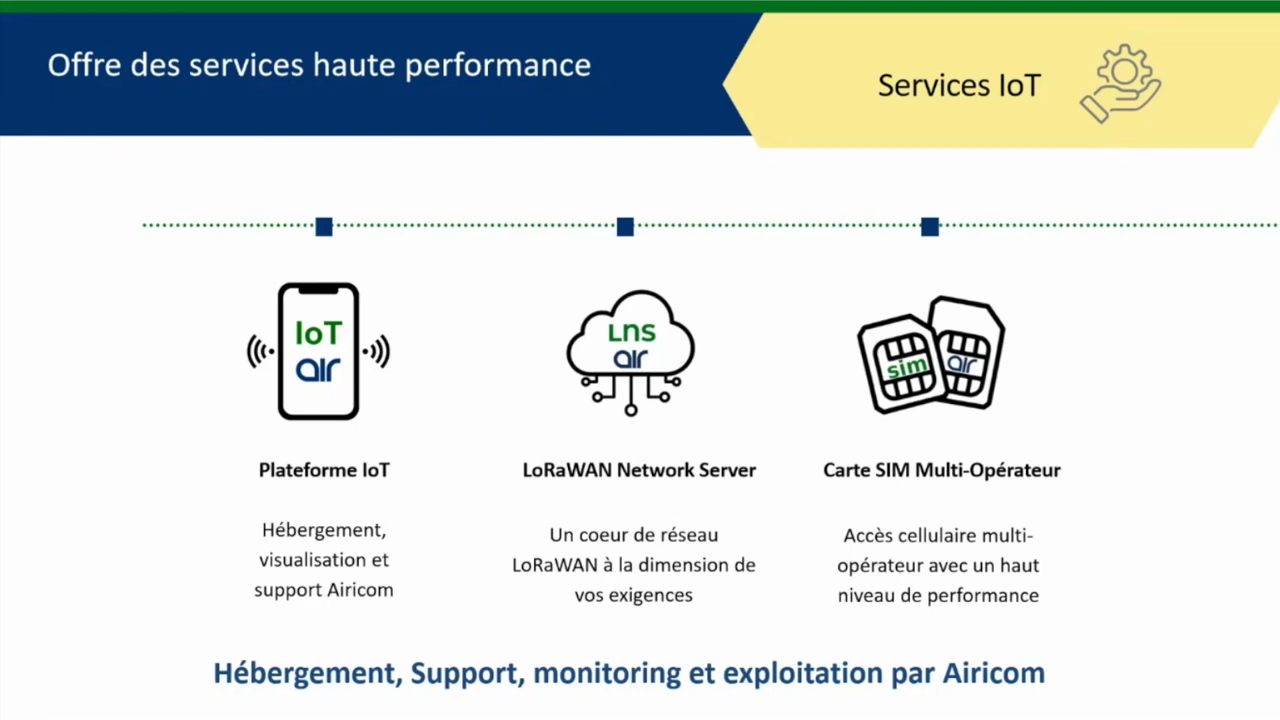 Offre des services haute performance
Services IoT
IoT
air
Lns
air
sim
air
Plateforme IoT
Hébergement,
visualisation et
support Airicom
LoRaWAN Network Server
Un coeur de réseau
LoRaWAN à la dimension de
vos exigences
Carte SIM Multi-Opérateur
Accès cellulaire multi-
opérateur avec un haut
niveau de performance
Hébergement, Support, monitoring et exploitation par Airicom